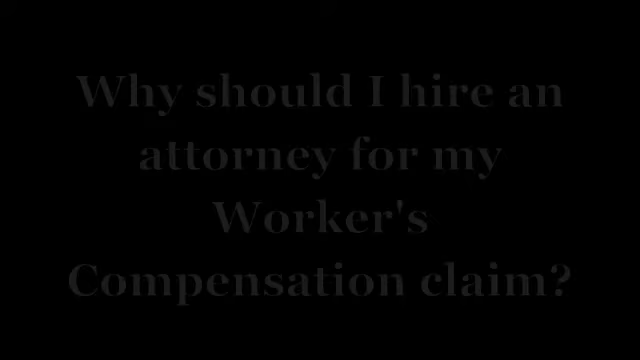 Why should I hire an
attorney for my
Worker's
Compensation claim?